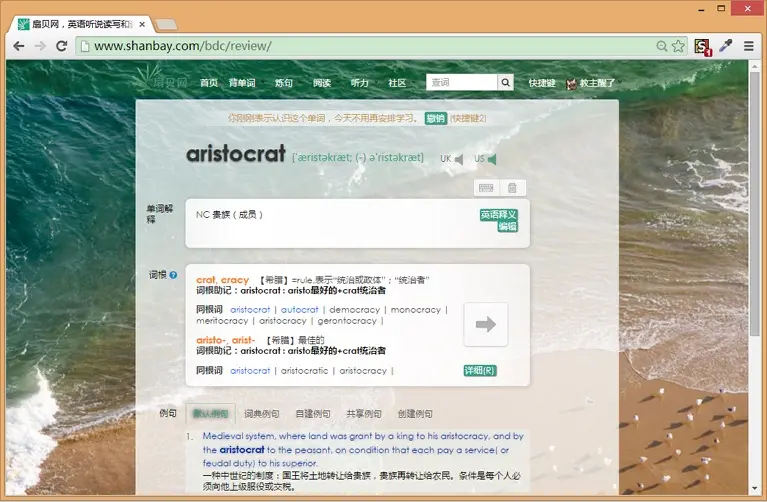 扇贝网，英语听说读写和
www.shanbay.com/bdc/review/
扇贝网 首页 背单词 练句 阅读 听力 社区 查词 快捷键 教主醒了
你刚刚表示认识这个单词，今天不用再安排学习。 撤销 (快捷键2)
aristocrat [ˈærɪstəkræt; (-) əˈrɪstəkræt] UK US
单词解释
NC 贵族（成员）
英语释义
编辑
词根
crat, cracy 【希腊】=rule,表示“统治或政体”；“统治者”
词根助记：aristocrat : aristo最好的+crat统治者
同根词 aristocrat | autocrat | democracy | monocracy |
meritocracy | aristocracy | gerontocracy |
aristo-, arist- 【希腊】最佳的
词根助记：aristocrat : aristo最好的+crat统治者
同根词 aristocrat | aristocratic | aristocracy |
详细(R)
例句 默认例句 词典例句 自建例句 共享例句 创建例句
1. Medieval system, where land was grant by a king to his aristocracy, and by
the aristocrat to the peasant, on condition that each pay a service( or
feudal duty) to his superior.
一种中世纪的制度：国王将土地转让给贵族，贵族再转让给农民。条件是每个人必
须向他上级服役或交税。